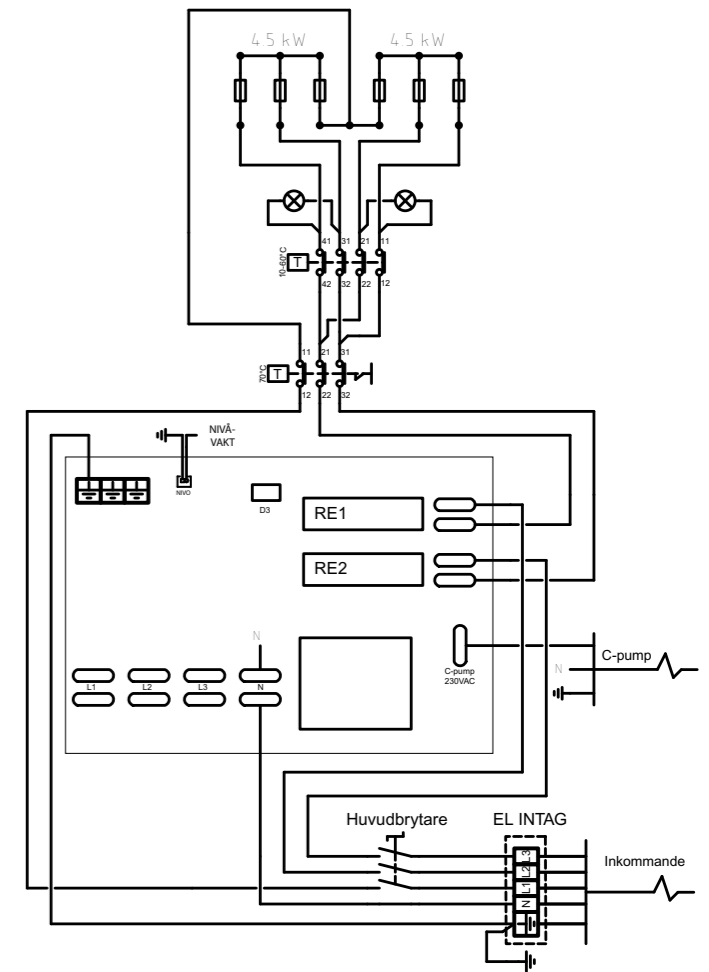 4.5 kW
4.5 kW
41
31
21
11
10-60°C
T
42
32
22
12
11
21
31
70°C
T
12
22
32
NIVÅ-
VAKT
NIVO
D3
RE1
RE2
N
L1
L2
L3
N
C-pump
230VAC
C-pump
N
Huvudbrytare
EL INTAG
L3
L2
L1
N
Inkommande